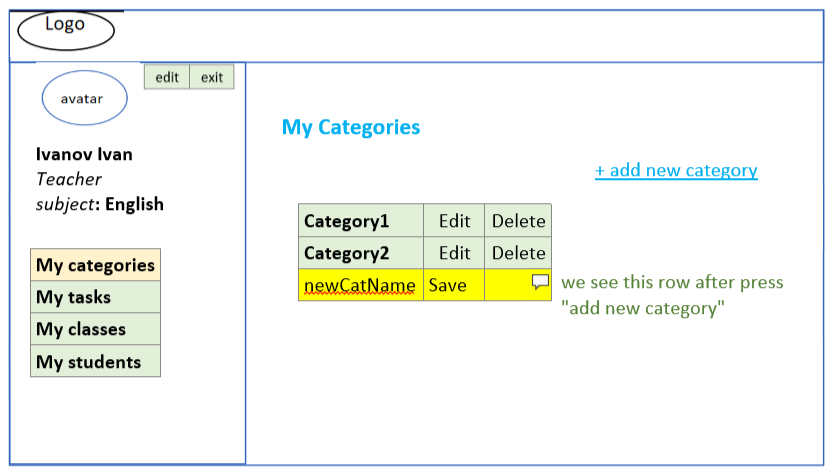 Logo
edit exit
avatar
Ivanov Ivan
Teacher
subject: English
My categories
My tasks
My classes
My students
My Categories
+ add new category
Category1 Edit Delete
Category2 Edit Delete
newCatName Save
we see this row after press
"add new category"